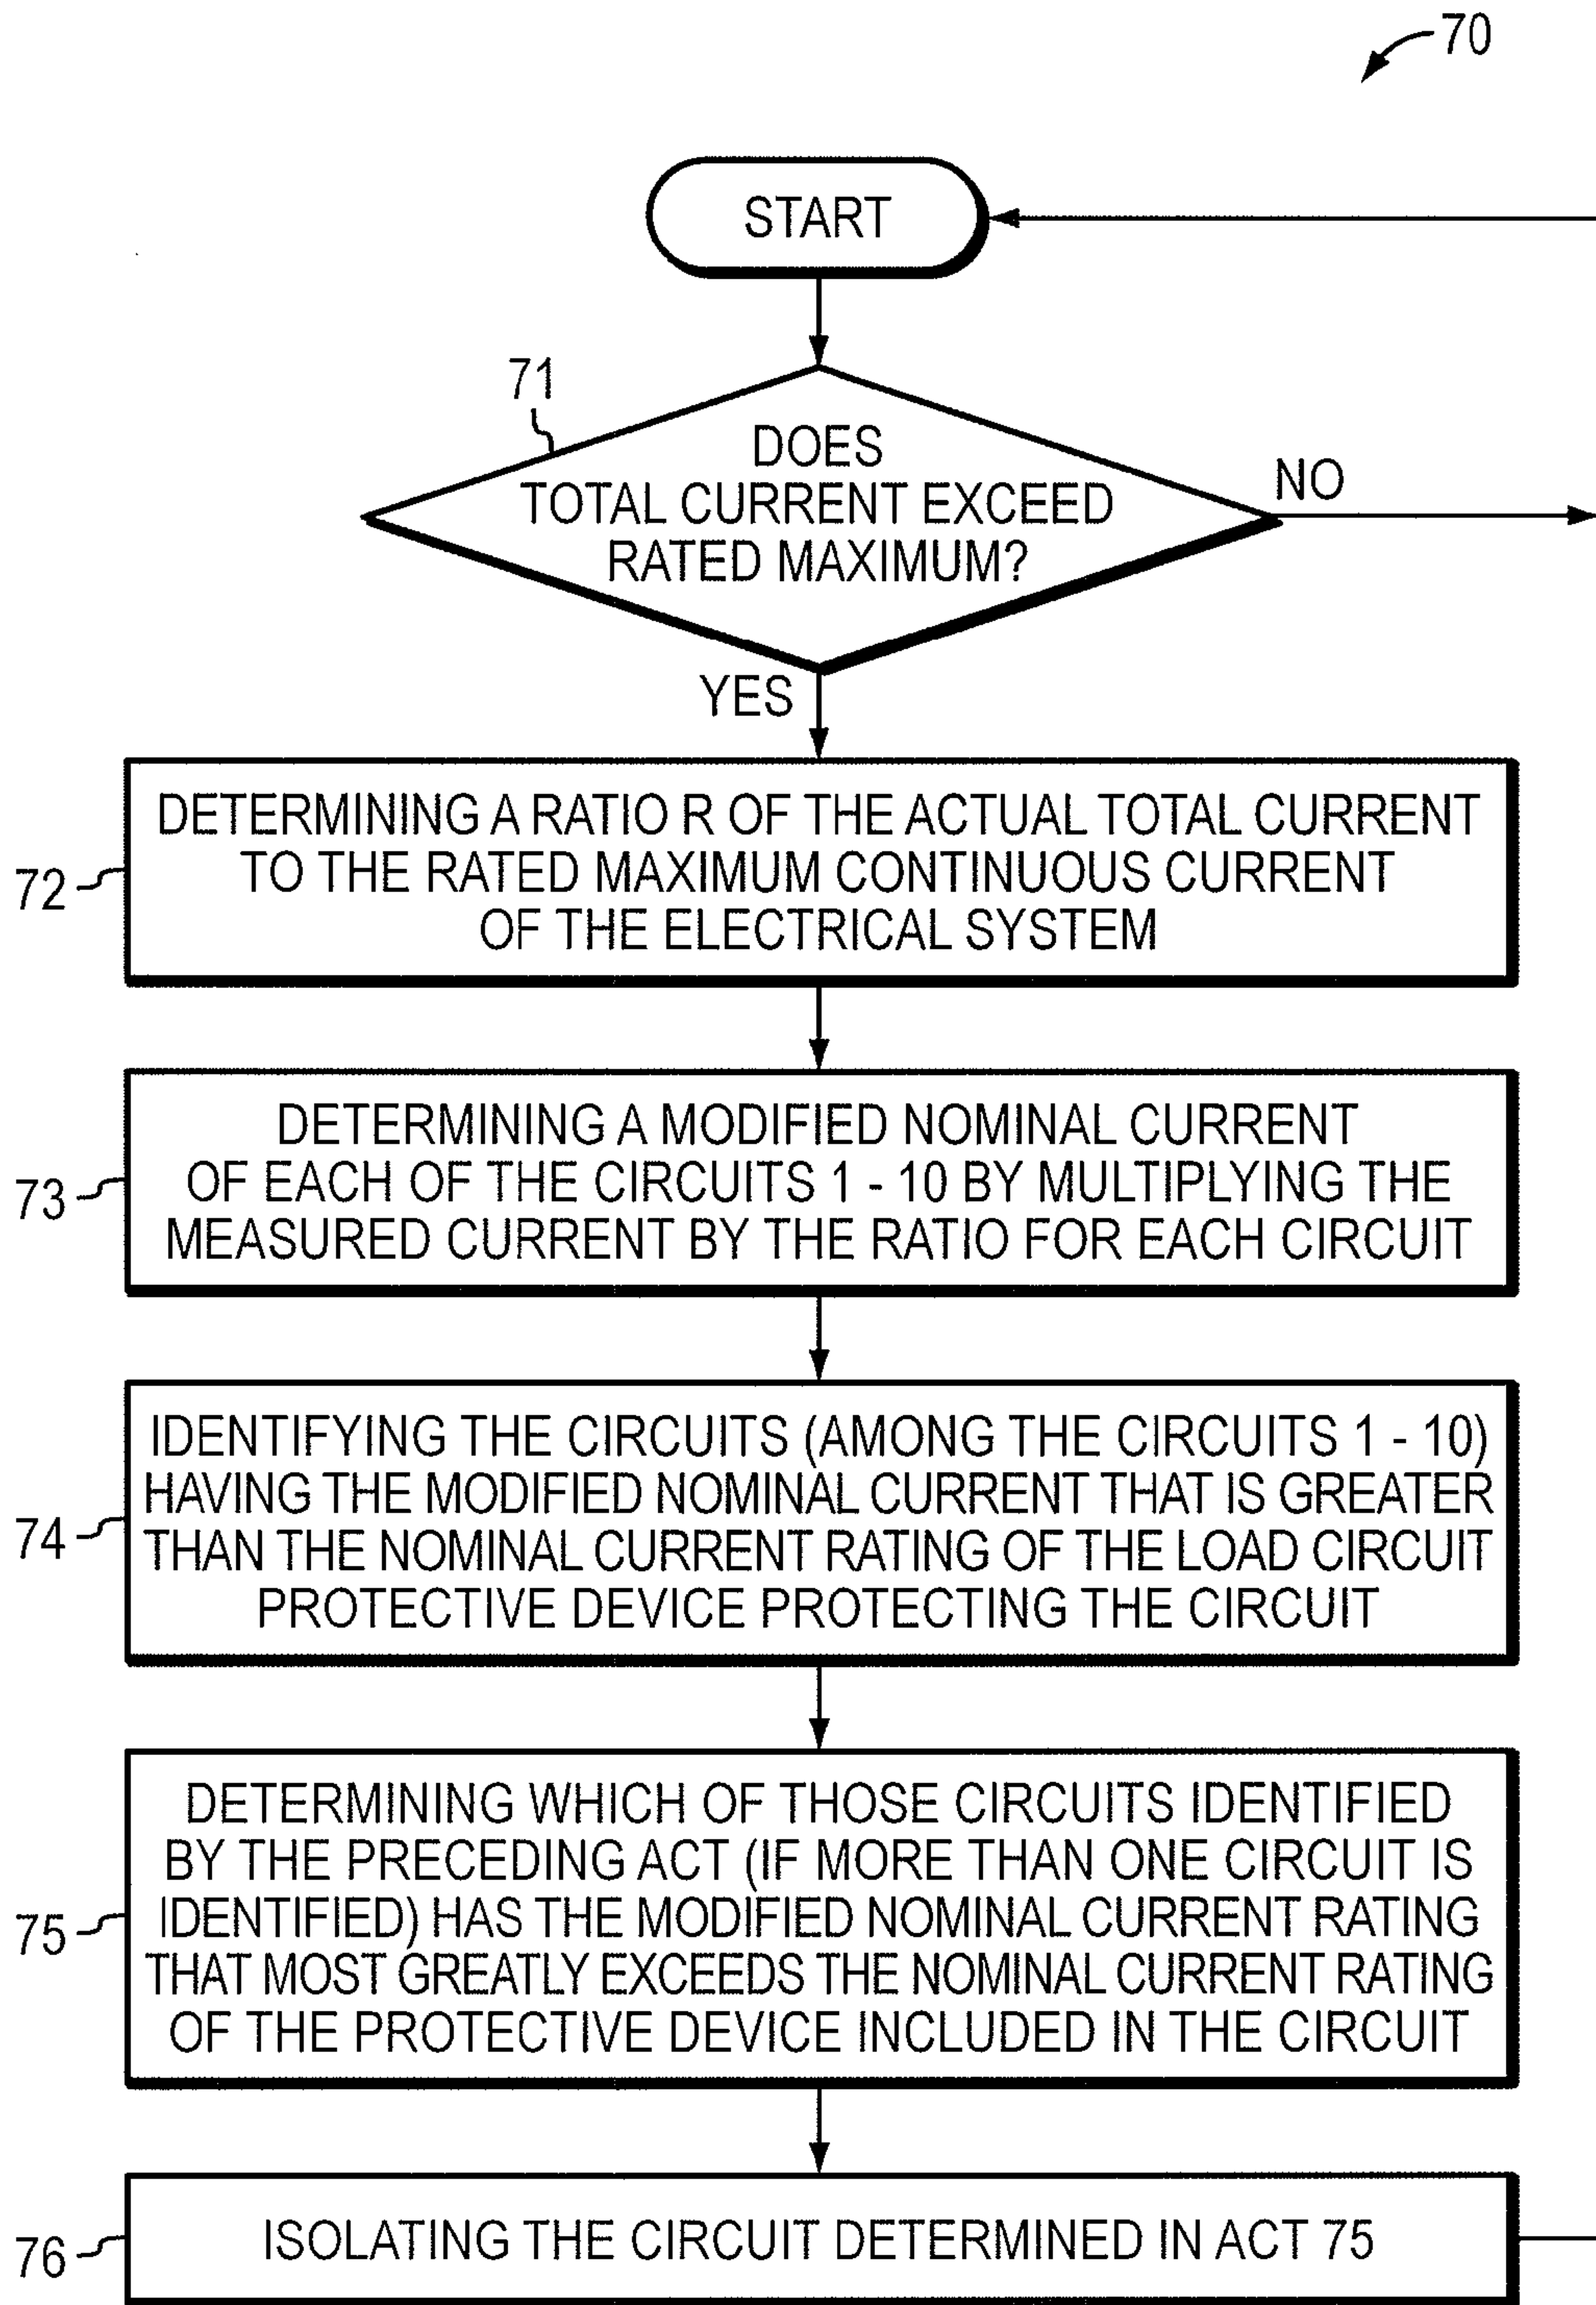 70
START
71
DOES
TOTAL CURRENT EXCEED
RATED MAXIMUM?
NO
YES
72
DETERMINING A RATIO R OF THE ACTUAL TOTAL CURRENT
TO THE RATED MAXIMUM CONTINUOUS CURRENT
OF THE ELECTRICAL SYSTEM
73
DETERMINING A MODIFIED NOMINAL CURRENT
OF EACH OF THE CIRCUITS 1 - 10 BY MULTIPLYING THE
MEASURED CURRENT BY THE RATIO FOR EACH CIRCUIT
74
IDENTIFYING THE CIRCUITS (AMONG THE CIRCUITS 1 - 10)
HAVING THE MODIFIED NOMINAL CURRENT THAT IS GREATER
THAN THE NOMINAL CURRENT RATING OF THE LOAD CIRCUIT
PROTECTIVE DEVICE PROTECTING THE CIRCUIT
75
DETERMINING WHICH OF THOSE CIRCUITS IDENTIFIED
BY THE PRECEDING ACT (IF MORE THAN ONE CIRCUIT IS
IDENTIFIED) HAS THE MODIFIED NOMINAL CURRENT RATING
THAT MOST GREATLY EXCEEDS THE NOMINAL CURRENT RATING
OF THE PROTECTIVE DEVICE INCLUDED IN THE CIRCUIT
76
ISOLATING THE CIRCUIT DETERMINED IN ACT 75